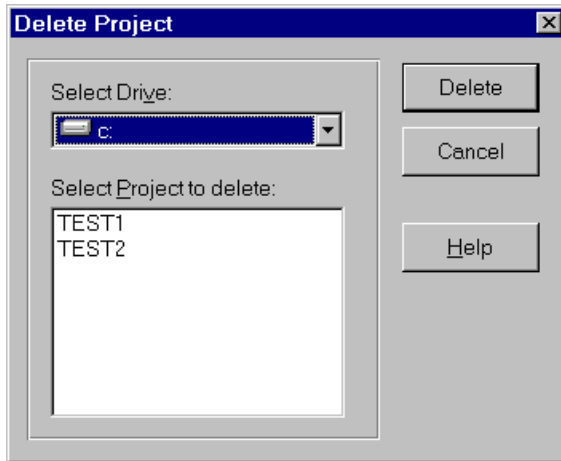 Delete Project
Select Drive:
c:
Select Project to delete:
TEST1
TEST2
Delete
Cancel
Help